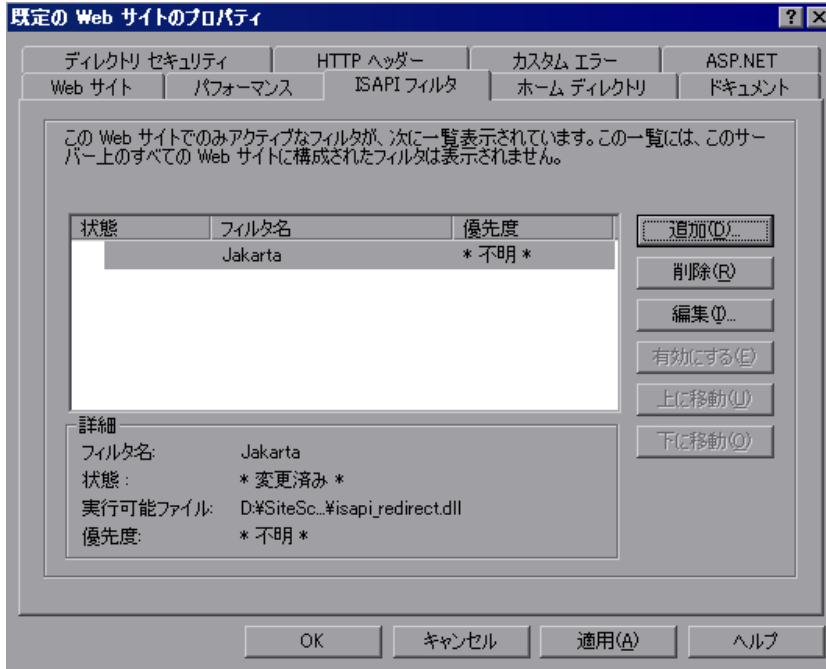 既定の Web サイトのプロパティ
ディレクトリ セキュリティ HTTP ヘッダー カスタム エラー ASP.NET
Web サイト パフォーマンス ISAPI フィルタ ホーム ディレクトリ ドキュメント
この Web サイトでのみアクティブなフィルタが、次に一覧表示されています。この一覧には、このサー
バー上のすべての Web サイトに構成されたフィルタは表示されません。
状態 フィルタ名 優先度
Jakarta * 不明 *
追加(D)...
削除(R)
編集(I)...
有効にする(E)
上に移動(U)
下に移動(O)
詳細
フィルタ名: Jakarta
状態: * 変更済み *
実行可能ファイル: D:¥SiteSc...¥isapi_redirect.dll
優先度: * 不明 *
OK キャンセル 適用(A) ヘルプ